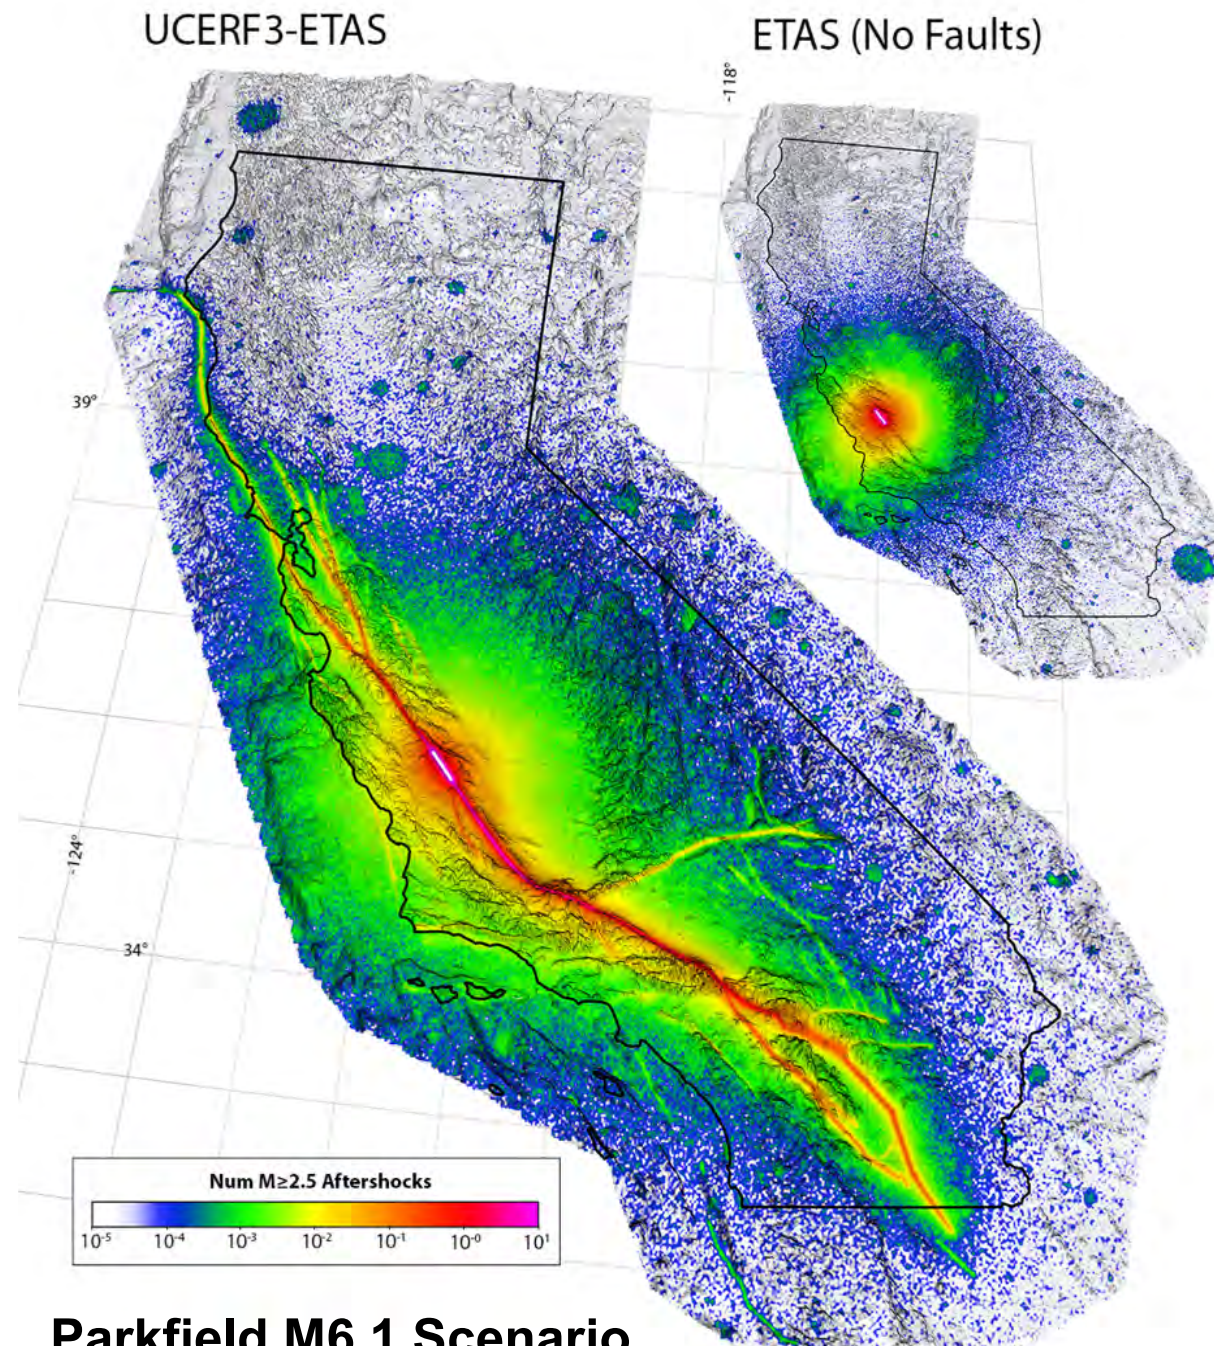 UCERF3-ETAS
ETAS (No Faults)
-118°
39°
-124°
34°
Num M≥2.5 Aftershocks
10-5 10-4 10-3 10-2 10-1 10-0 101
Parkfield M6.1 Scenario